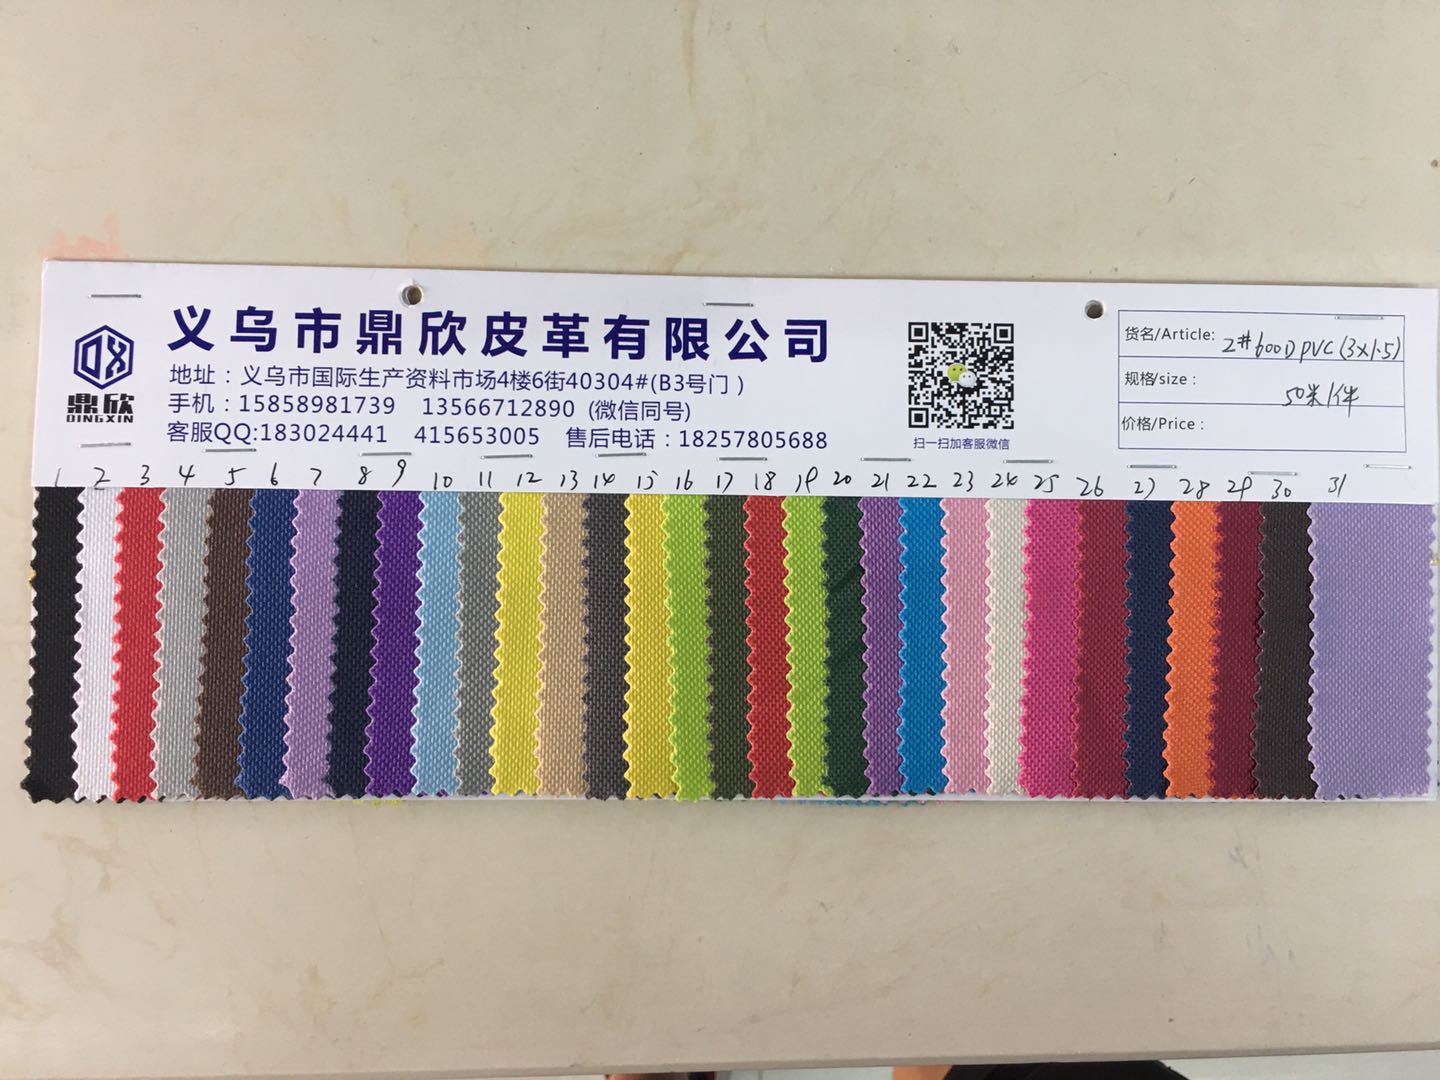 义乌市鼎欣皮革有限公司
鼎欣
DINGXIN
地址：义乌市国际生产资料市场4楼6街40304#(B3号门)
手机：15858981739 13566712890 (微信同号)
客服QQ:183024441 415653005 售后电话：18257805688
扫一扫加客服微信
货名/Article: 2#600D PVC(3×1.5)
规格/size： 50米/件
价格/Price：
1 2 3 4 5 6 7 8 9 10 11 12 13 14 15 16 17 18 19 20 21 22 23 24 25 26 27 28 29 30 31